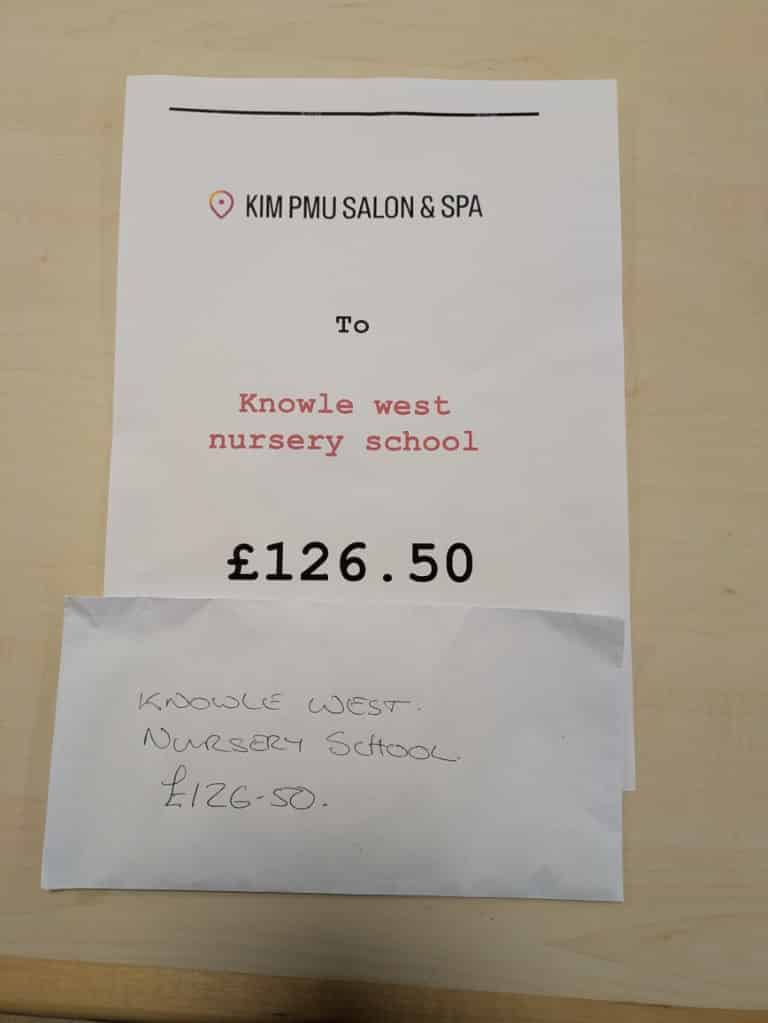 KIM PMU SALON & SPA
To
Knowle west
nursery school
£126.50
KNOWLE WEST.
NURSERY SCHOOL.
£126-50.